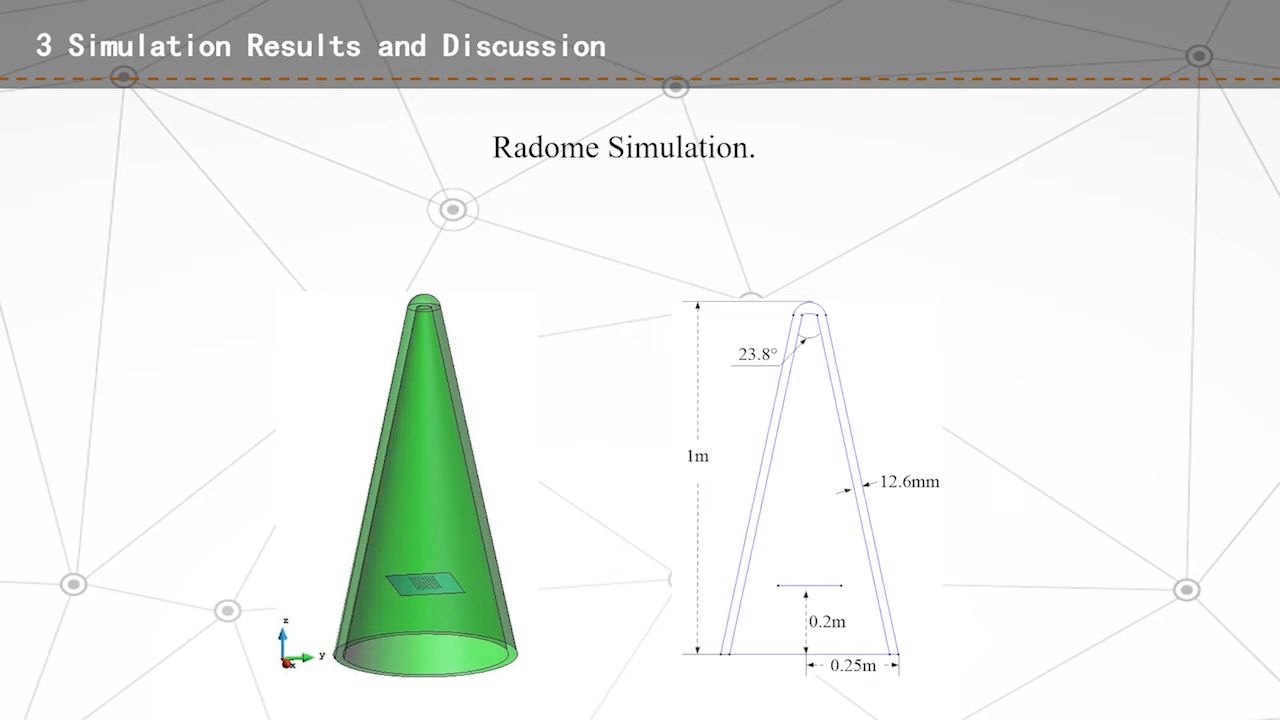 3 Simulation Results and Discussion
Radome Simulation.
23.8°
1m
12.6mm
0.2m
0.25m
z
y
x